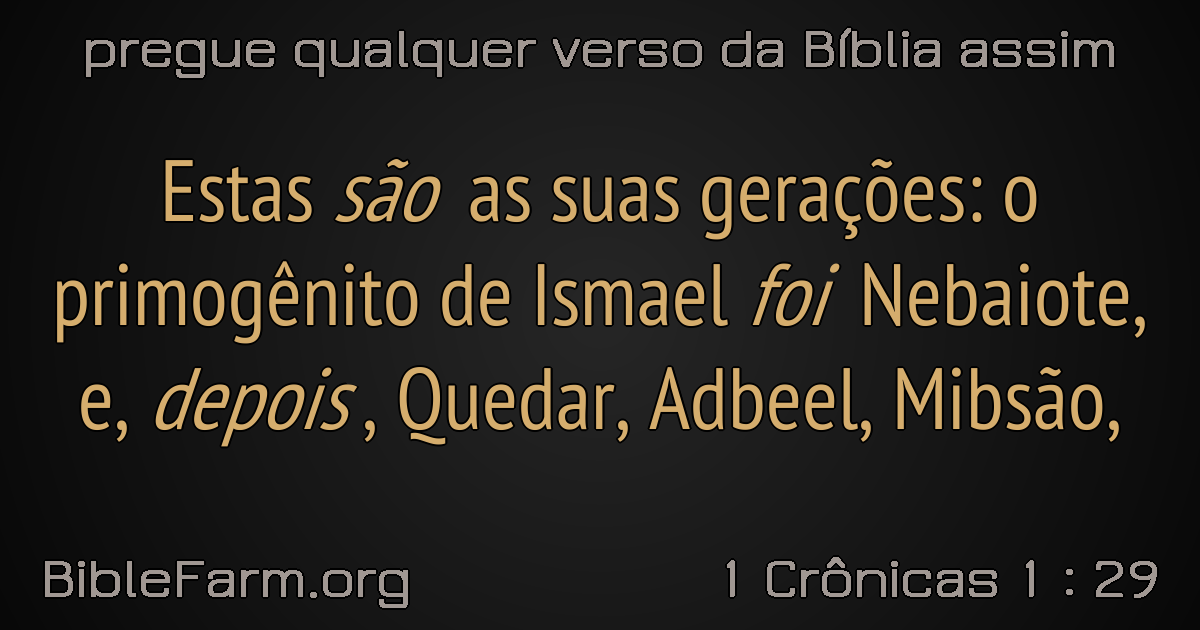 pregue qualquer verso da Bíblia assim
Estas são as suas gerações: o
primogênito de Ismael foi Nebaiote,
e, depois, Quedar, Adbeel, Mibsão,
BibleFarm.org
1 Crônicas 1 : 29